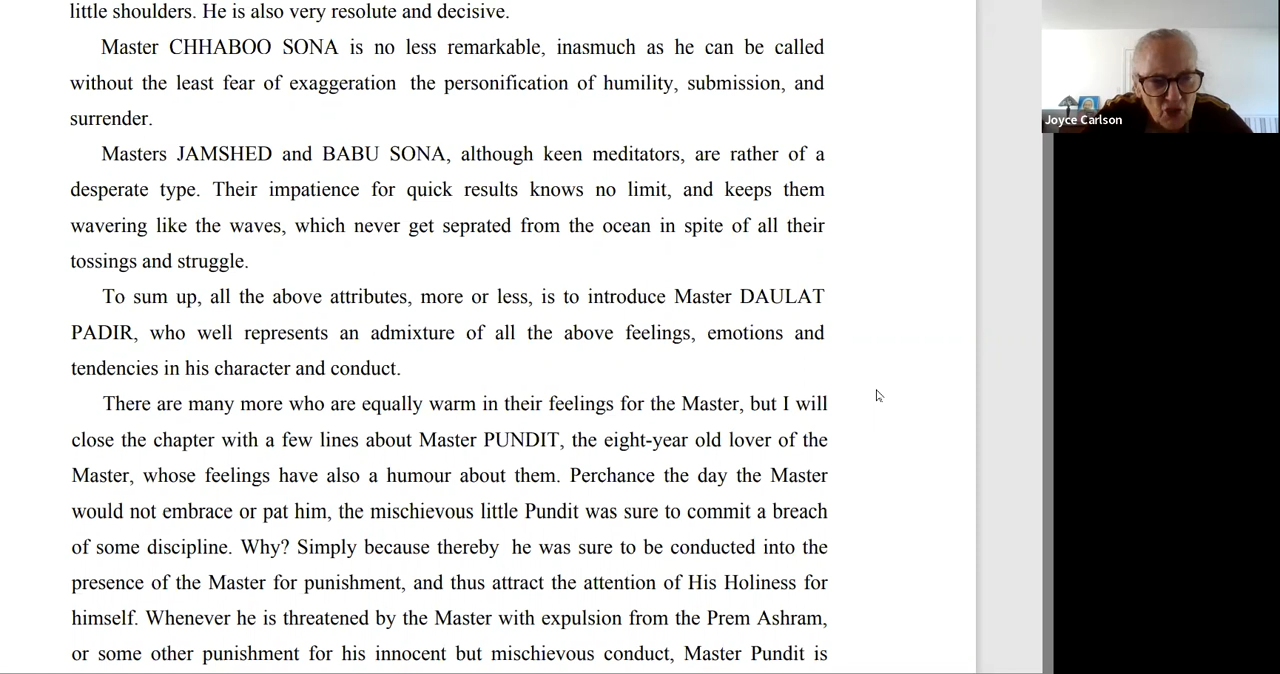 little shoulders. He is also very resolute and decisive.
Master CHHABOO SONA is no less remarkable, inasmuch as he can be called
without the least fear of exaggeration the personification of humility, submission, and
surrender.
Masters JAMSHED and BABU SONA, although keen meditators, are rather of a
desperate type. Their impatience for quick results knows no limit, and keeps them
wavering like the waves, which never get seprated from the ocean in spite of all their
tossings and struggle.
To sum up, all the above attributes, more or less, is to introduce Master DAULAT
PADIR, who well represents an admixture of all the above feelings, emotions and
tendencies in his character and conduct.
There are many more who are equally warm in their feelings for the Master, but I will
close the chapter with a few lines about Master PUNDIT, the eight-year old lover of the
Master, whose feelings have also a humour about them. Perchance the day the Master
would not embrace or pat him, the mischievous little Pundit was sure to commit a breach
of some discipline. Why? Simply because thereby he was sure to be conducted into the
presence of the Master for punishment, and thus attract the attention of His Holiness for
himself. Whenever he is threatened by the Master with expulsion from the Prem Ashram,
or some other punishment for his innocent but mischievous conduct, Master Pundit is
Joyce Carlson